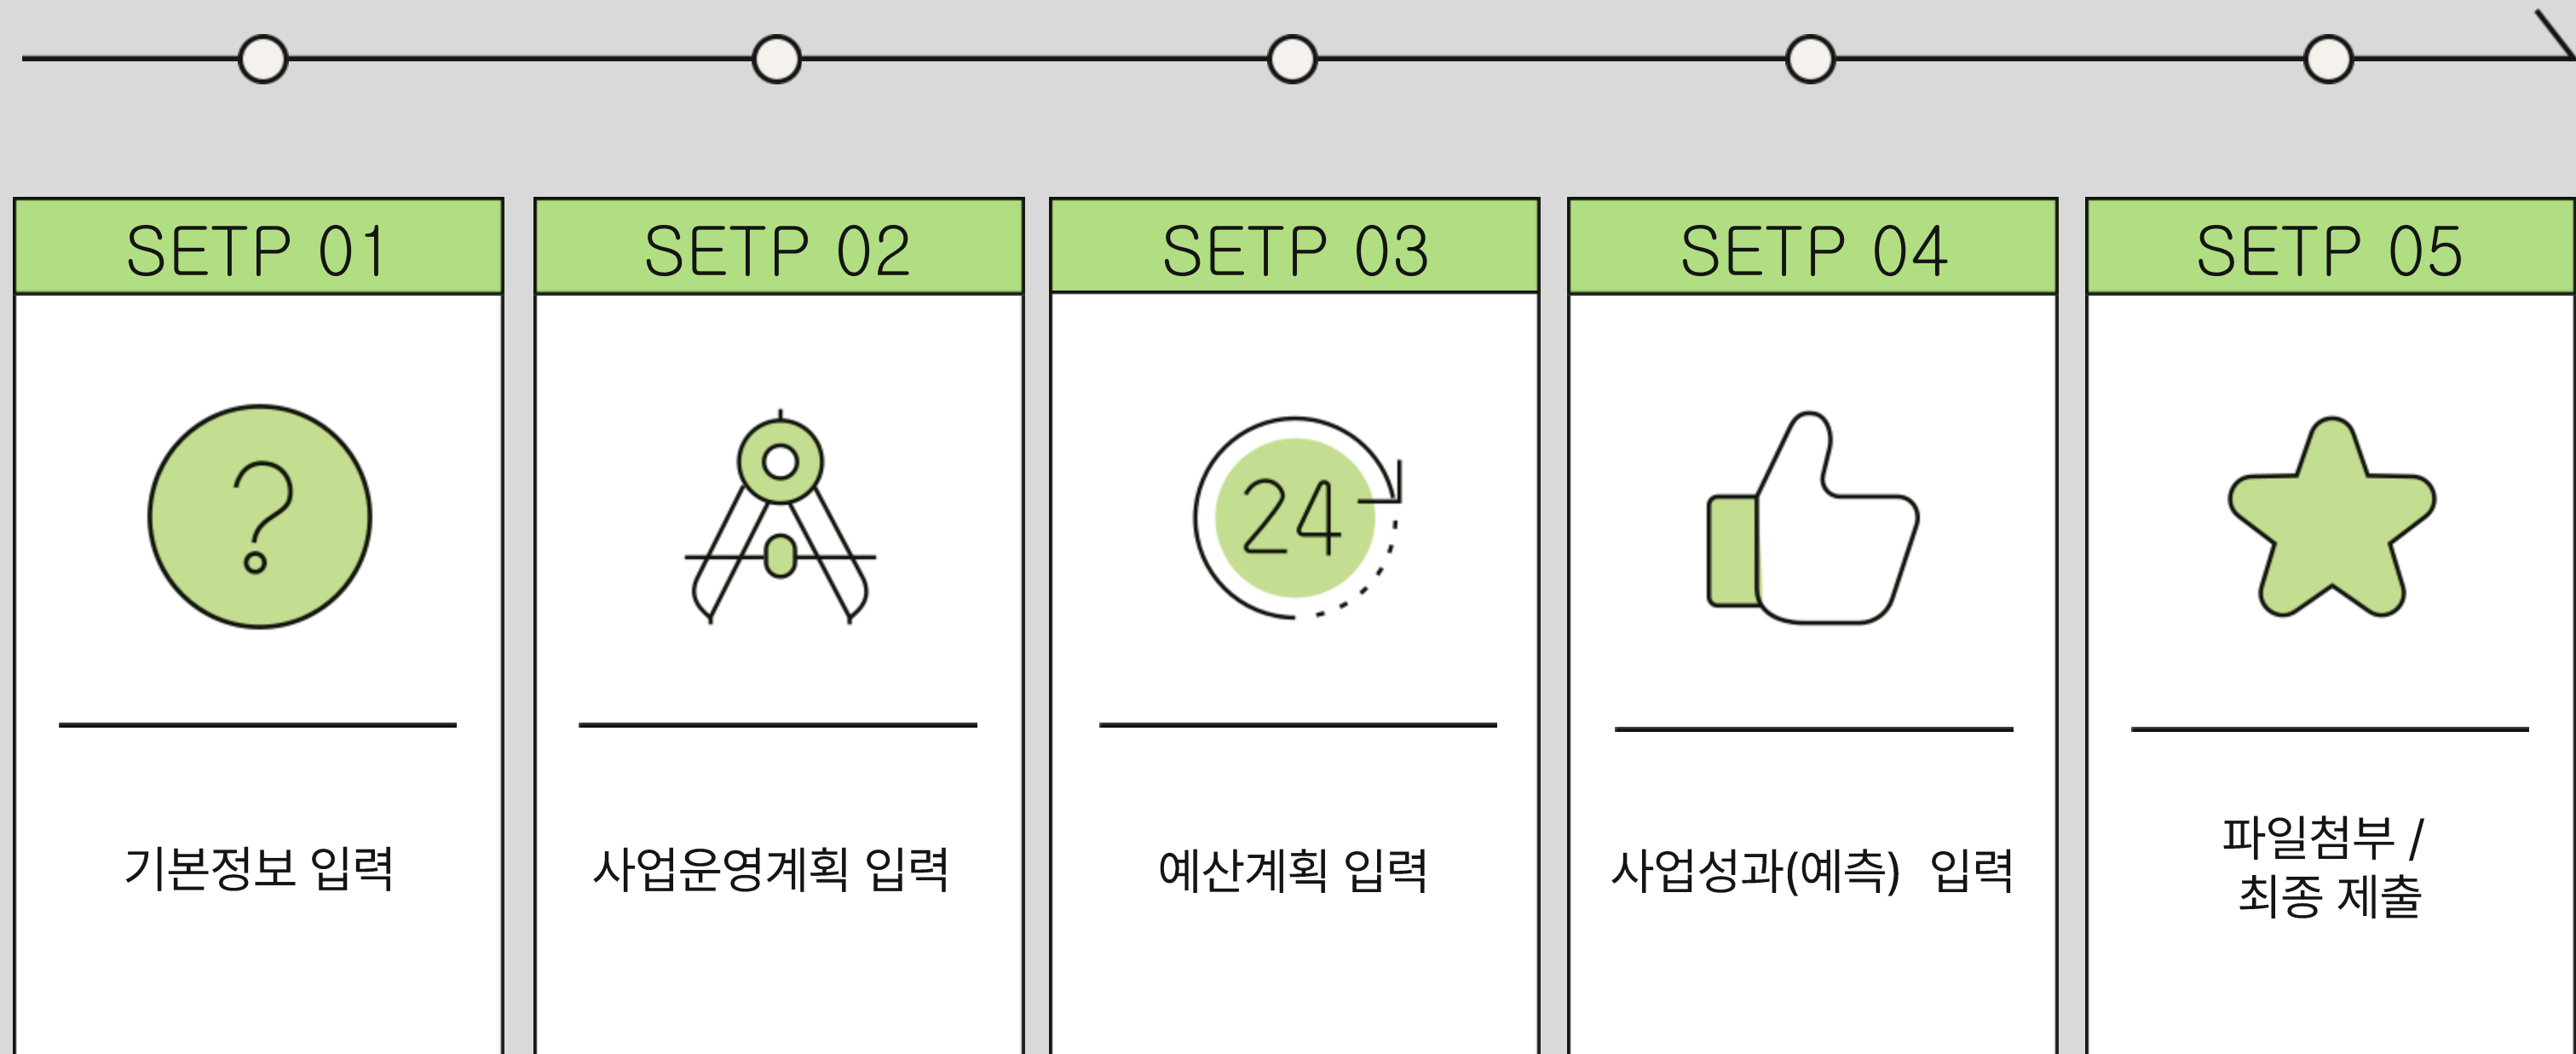 SETP 01
SETP 02
SETP 03
SETP 04
SETP 05
24
기본정보 입력
사업운영계획 입력
예산계획 입력
사업성과(예측) 입력
파일첨부 /
최종 제출